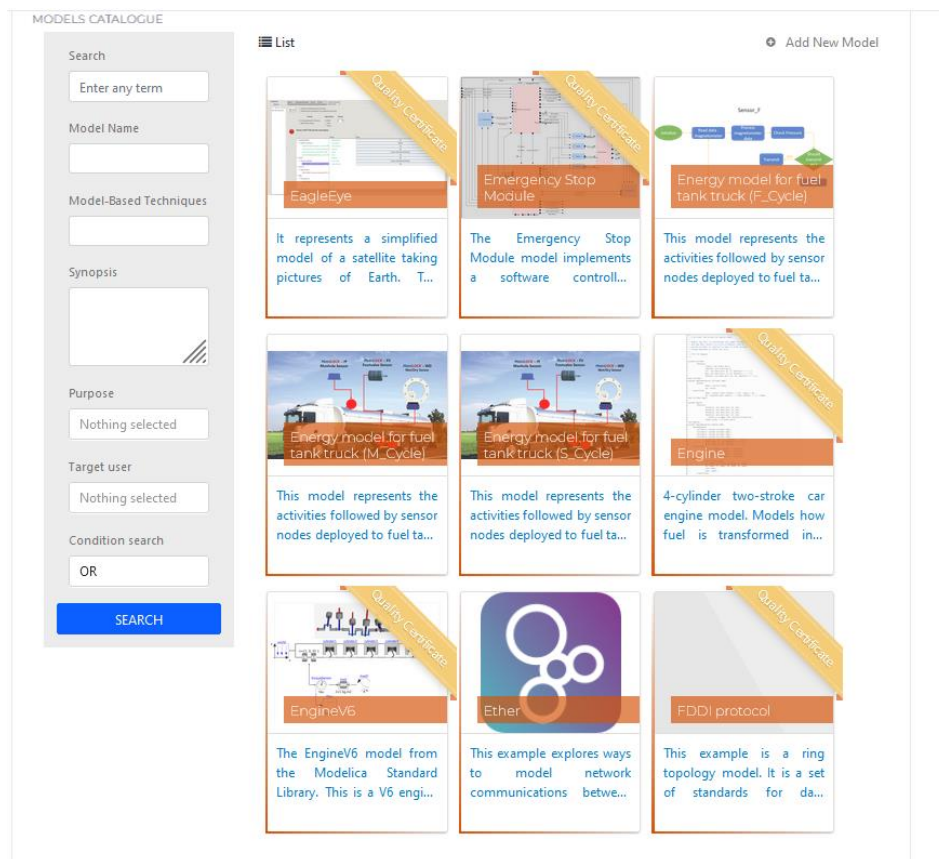 MODELS CATALOGUE
Search
Enter any term
Model Name
Model-Based Techniques
Synopsis
Purpose
Nothing selected
Target user
Nothing selected
Condition search
OR
SEARCH
List
Add New Model
Quality Certificate
EagleEye
It represents a simplified
model of a satellite taking
pictures of Earth. T...
Quality Certificate
Emergency Stop
Module
The Emergency Stop
Module model implements
a software controll...
Sensor_F
Check Pressure
Transmit
Energy model for fuel
tank truck (F_Cycle)
This model represents the
activities followed by sensor
nodes deployed to fuel ta...
Energy model for fuel
tank truck (M_Cycle)
This model represents the
activities followed by sensor
nodes deployed to fuel ta...
Energy model for fuel
tank truck (S_Cycle)
This model represents the
activities followed by sensor
nodes deployed to fuel ta...
Quality Certificate
Engine
4-cylinder two-stroke car
engine model. Models how
fuel is transformed in...
Quality Certificate
EngineV6
The EngineV6 model from
the Modelica Standard
Library. This is a V6 engi...
Ether
This example explores ways
to model network
communications betwe...
Quality Certificate
FDDI protocol
This example is a ring
topology model. It is a set
of standards for da...